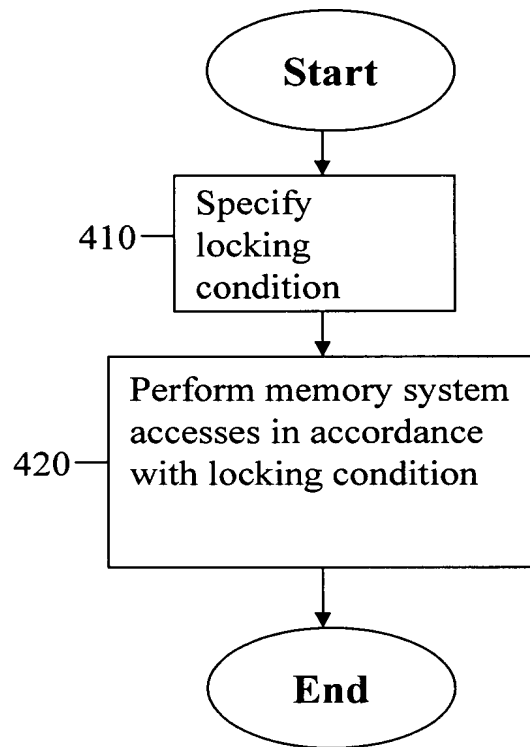 Start
410
Specify
locking
condition
420
Perform memory system
accesses in accordance
with locking condition
End